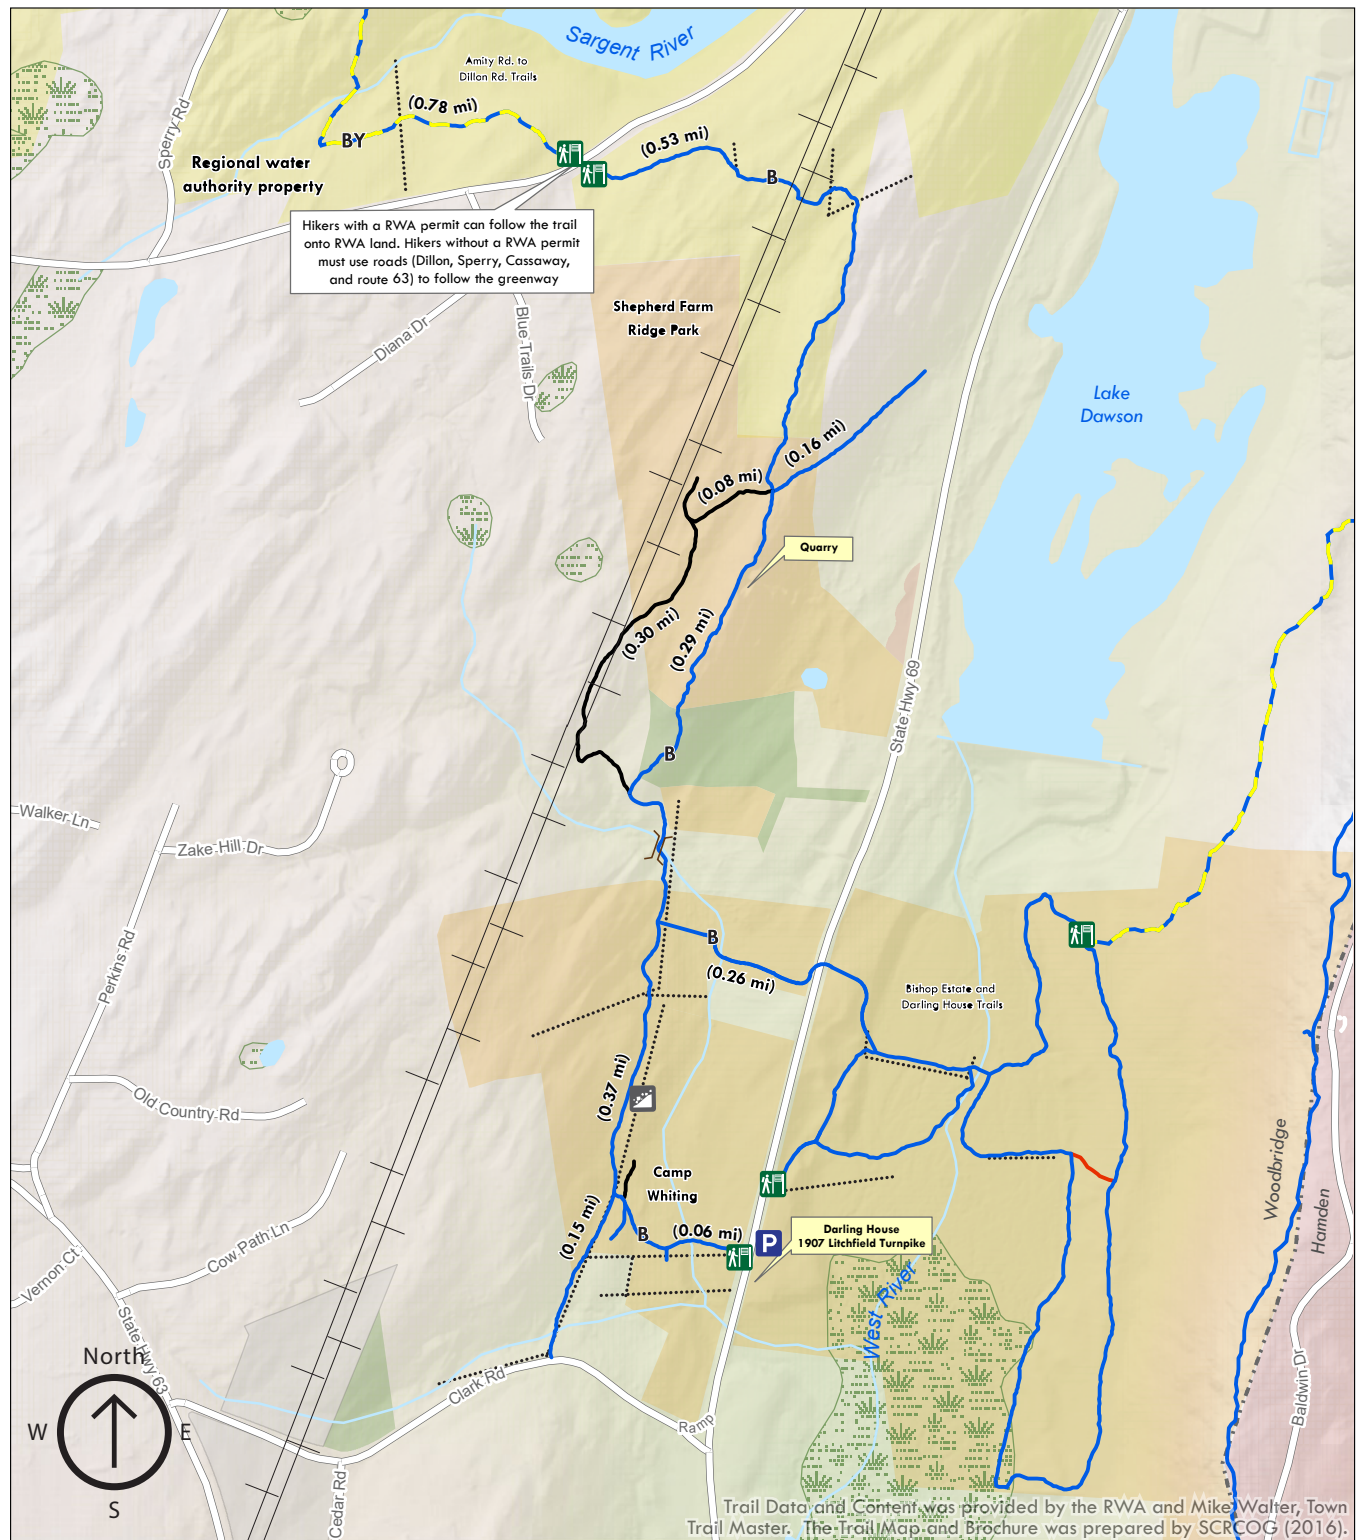 Sargent River
Amity Rd. to
Dillon Rd. Trails
(0.78 mi)
Sperry Rd
BY
(0.53 mi)
Regional water
authority property
B
Hikers with a RWA permit can follow the trail
onto RWA land. Hikers without a RWA permit
must use roads (Dillon, Sperry, Cassaway,
and route 63) to follow the greenway
Shepherd Farm
Ridge Park
Diana Dr
Blue Trails Dr
Lake
Dawson
(0.16 mi)
(0.08 mi)
Quarry
(0.30 mi)
(0.29 mi)
State Hwy 69
B
Walker Ln
Zake Hill Dr
Perkins Rd
B
(0.26 mi)
Bishop Estate and
Darling House Trails
Old Country Rd
(0.37 mi)
Woodbridge
Hamden
Camp
Whiting
(0.15 mi)
B
(0.06 mi)
P
Darling House
1907 Litchfield Turnpike
Cow Path Ln
Vernon Ct
West River
State Hwy 63
North
W
E
S
Clark Rd
Ramp
Baldwin Dr
Cedar Rd
Trail Data and Content was provided by the RWA and Mike Walter, Town
Trail Master. The Trail Map and Brochure was prepared by SCRCOG (2016).